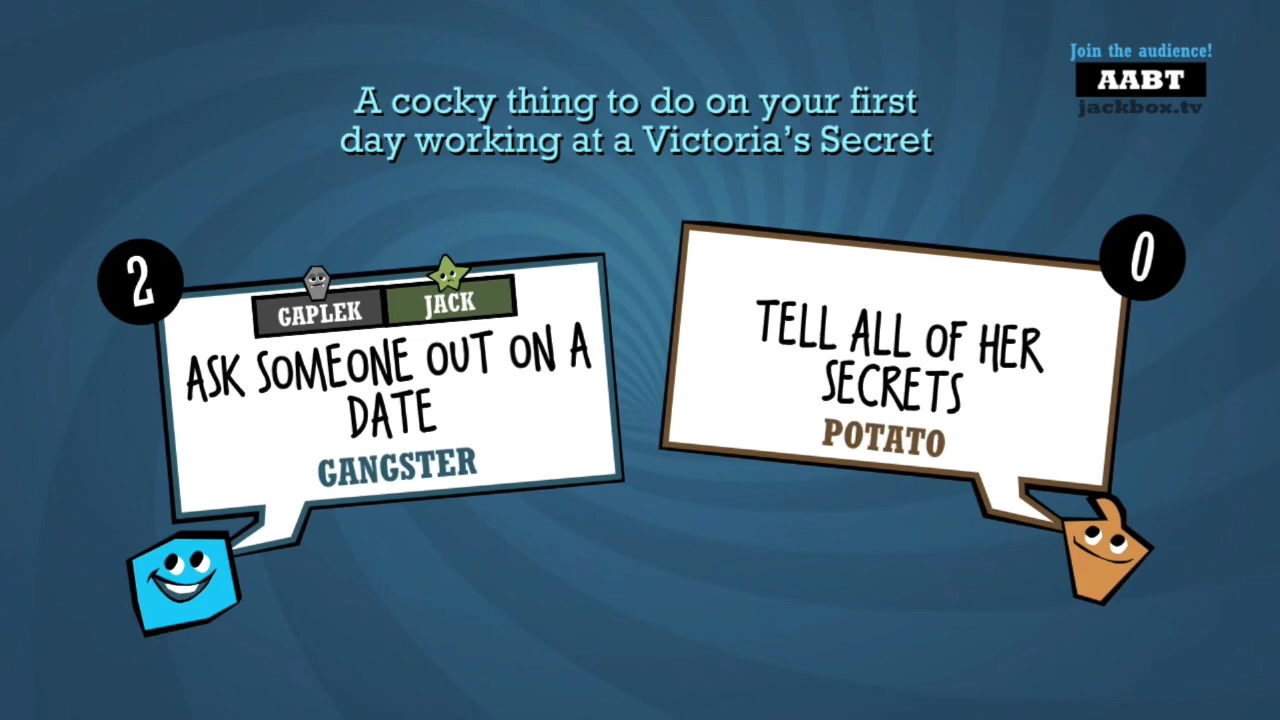 Join the audience!
AABT
jackbox.tv
A cocky thing to do on your first
day working at a Victoria's Secret
2
GAPLEK
JACK
ASK SOMEONE OUT ON A
DATE
GANGSTER
0
TELL ALL OF HER
SECRETS
POTATO